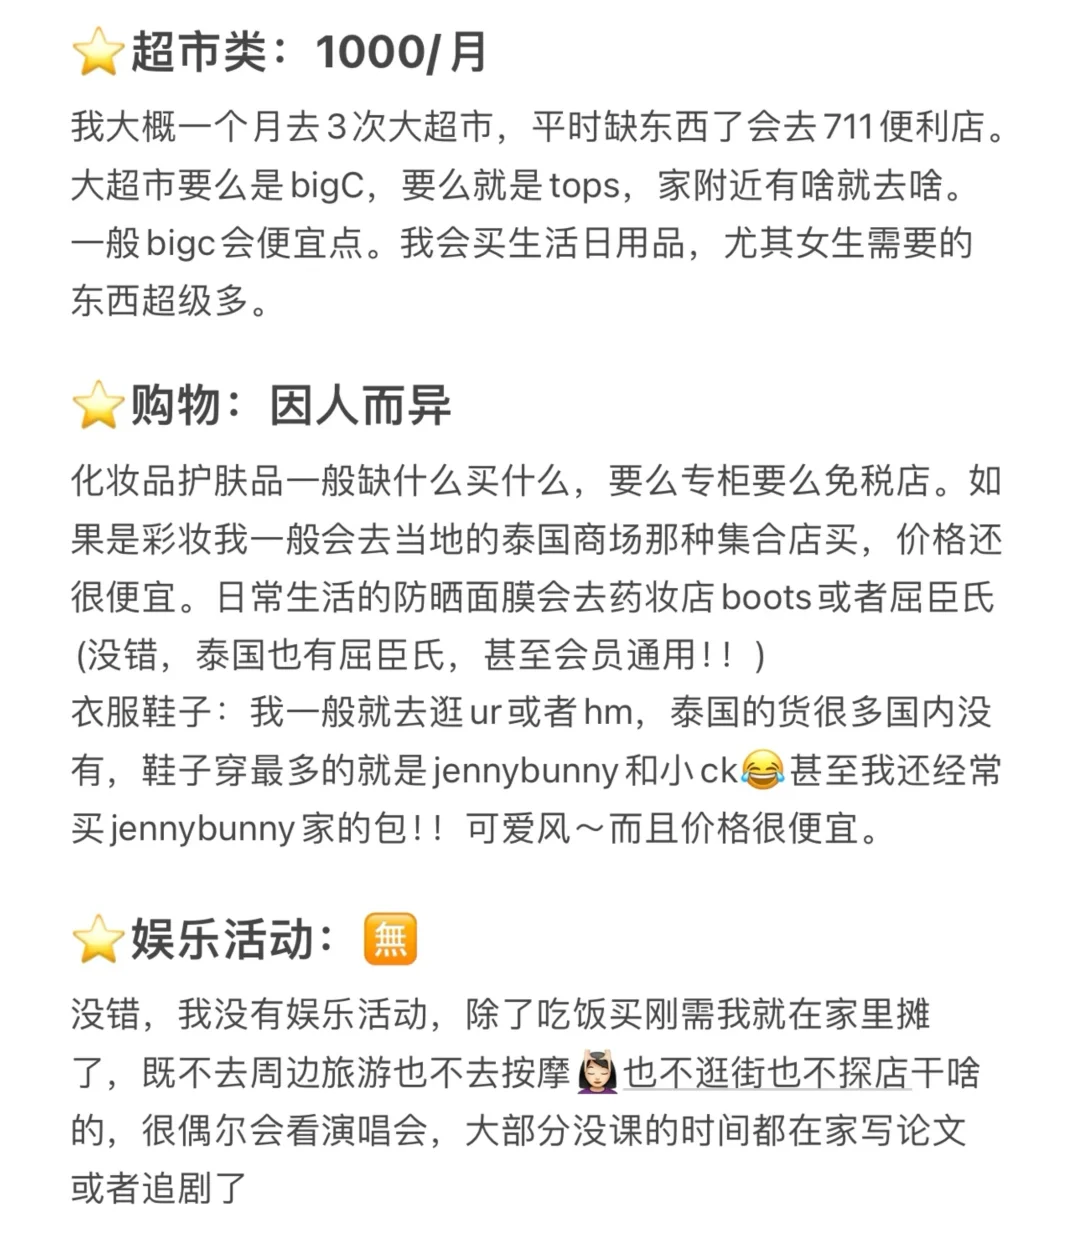 ⭐超市类：1000/月
我大概一个月去3次大超市，平时缺东西了会去711便利店。
大超市要么是bigC，要么就是tops，家附近有啥就去啥。
一般bigc会便宜点。我会买生活日用品，尤其女生需要的
东西超级多。
⭐购物：因人而异
化妆品护肤品一般缺什么买什么，要么专柜要么免税店。如
果是彩妆我一般会去当地的泰国商场那种集合店买，价格还
很便宜。日常生活的防晒面膜会去药妆店boots或者屈臣氏
(没错，泰国也有屈臣氏，甚至会员通用！！)
衣服鞋子：我一般就去逛ur或者hm，泰国的货很多国内没
有，鞋子穿最多的就是jennybunny和小ck😂甚至我还经常
买jennybunny家的包！！可爱风～而且价格很便宜。
⭐娱乐活动：🈚
没错，我没有娱乐活动，除了吃饭买刚需我就在家里摊
了，既不去周边旅游也不去按摩💆🏻‍♀️也不逛街也不探店干啥
的，很偶尔会看演唱会，大部分没课的时间都在家写论文
或者追剧了